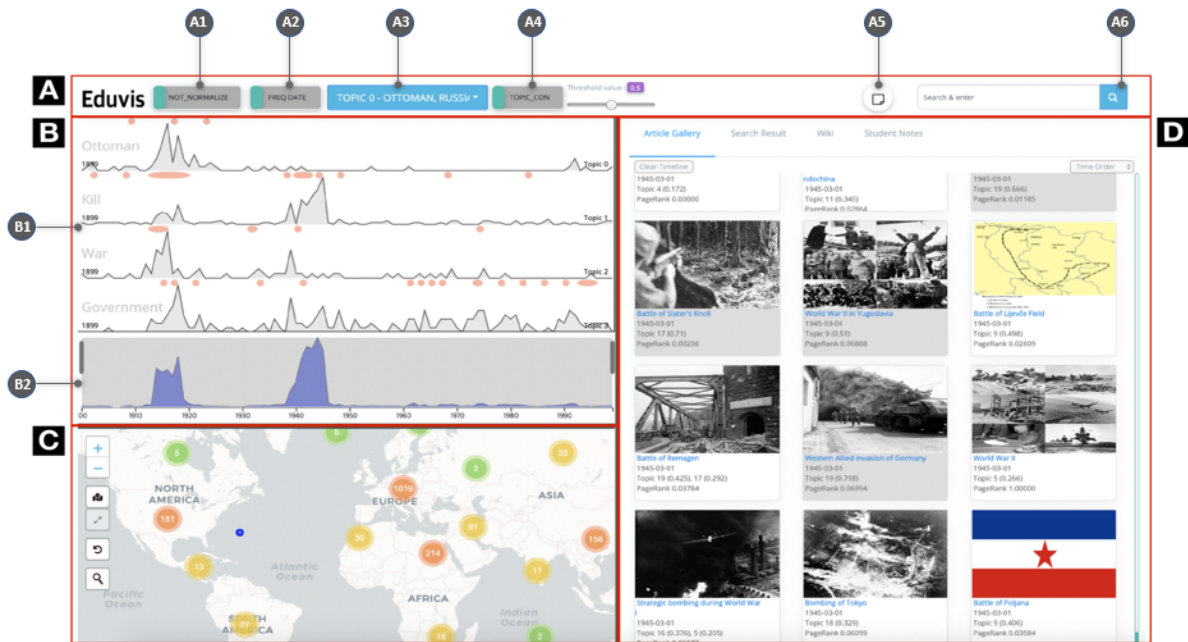 A1
A2
A3
A4
A5
A6
A
Eduvis
NOT_NORMALIZE
FREQ-DATE
TOPIC 0 - OTTOMAN, RUSSI
TOPIC_CON
Threshold value : 0.5
Search & enter
B
Ottoman
1899
Topic 0
Kill
1899
Topic 1
War
1899
Topic 2
Government
1899
B1
B2
00 1910 1920 1930 1940 1950 1960 1970 1980 1990
C
+
−
5
6
33
2
NORTH
AMERICA
1019
EUROPE
ASIA
181
30
91
156
214
13
17
Atlantic
Ocean
Pacific
Ocean
AFRICA
SOUTH
AMERICA
27
18
Indian
Ocean
2
D
Article Gallery
Search Result
Wiki
Student Notes
Clear Timeline
Time Order
1945-03-01
Topic 4 (0.172)
PageRank 0.00000
ndochina
1945-03-01
Topic 11 (0.345)
PageRank 0.02864
1945-03-01
Topic 19 (0.666)
PageRank 0.01185
Battle of Slater's Knoll
1945-03-01
Topic 17 (0.71)
PageRank 0.00236
World War II in Yugoslavia
1945-03-01
Topic 9 (0.51)
PageRank 0.06888
Battle of Lijevče Field
1945-03-01
Topic 9 (0.498)
PageRank 0.02609
Battle of Remagen
1945-03-01
Topic 19 (0.425), 17 (0.292)
PageRank 0.03784
Western Allied invasion of Germany
1945-03-01
Topic 19 (0.718)
PageRank 0.06954
World War II
1945-03-01
Topic 5 (0.266)
PageRank 1.00000
Strategic bombing during World War
I
1945-03-01
Topic 16 (0.376), 5 (0.205)
Bombing of Tokyo
1945-03-01
Topic 18 (0.329)
PageRank 0.06099
Battle of Poljana
1945-03-01
Topic 9 (0.406)
PageRank 0.03584